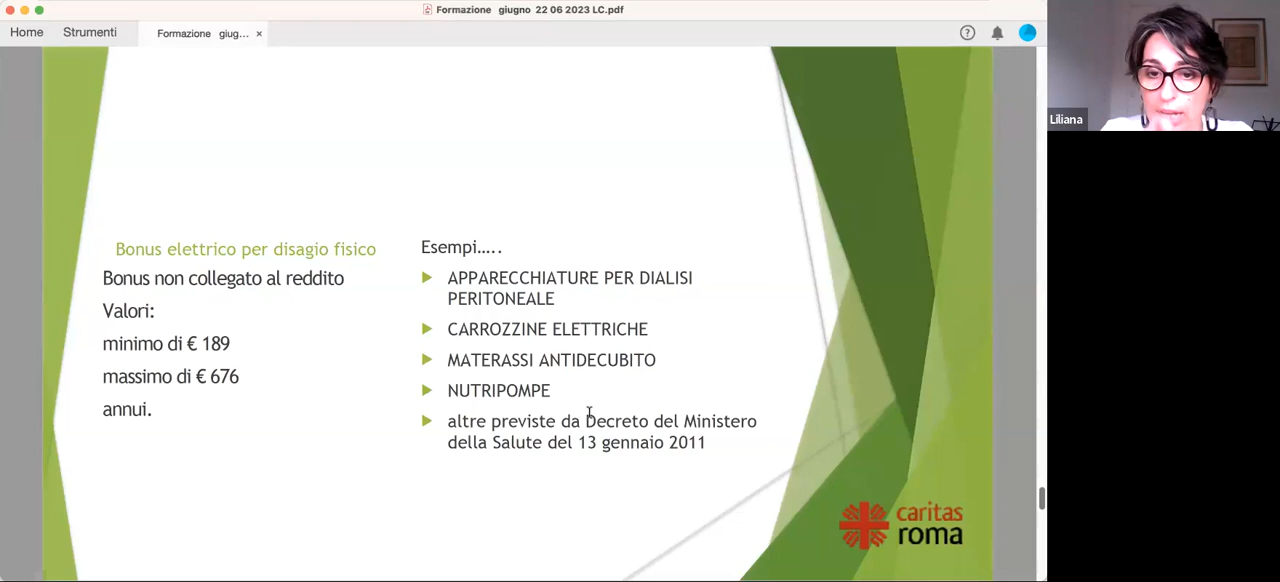 Formazione giugno 22 06 2023 LC.pdf
Home
Strumenti
Formazione giug... ×
Liliana
Bonus elettrico per disagio fisico
Bonus non collegato al reddito
Valori:
minimo di € 189
massimo di € 676
annui.
Esempi.....
APPARECCHIATURE PER DIALISI
PERITONEALE
CARROZZINE ELETTRICHE
MATERASSI ANTIDECUBITO
NUTRIPOMPE
altre previste da Decreto del Ministero
della Salute del 13 gennaio 2011
caritas
roma